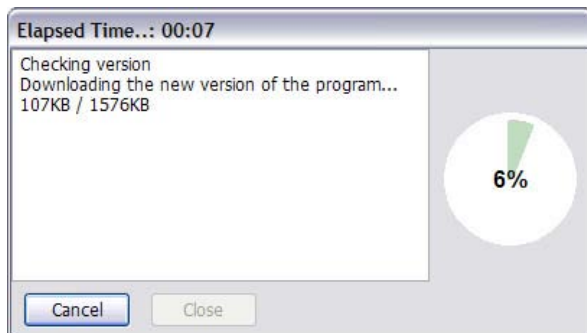 Elapsed Time..: 00:07
Checking version
Downloading the new version of the program...
107KB / 1576KB
6%
Cancel
Close